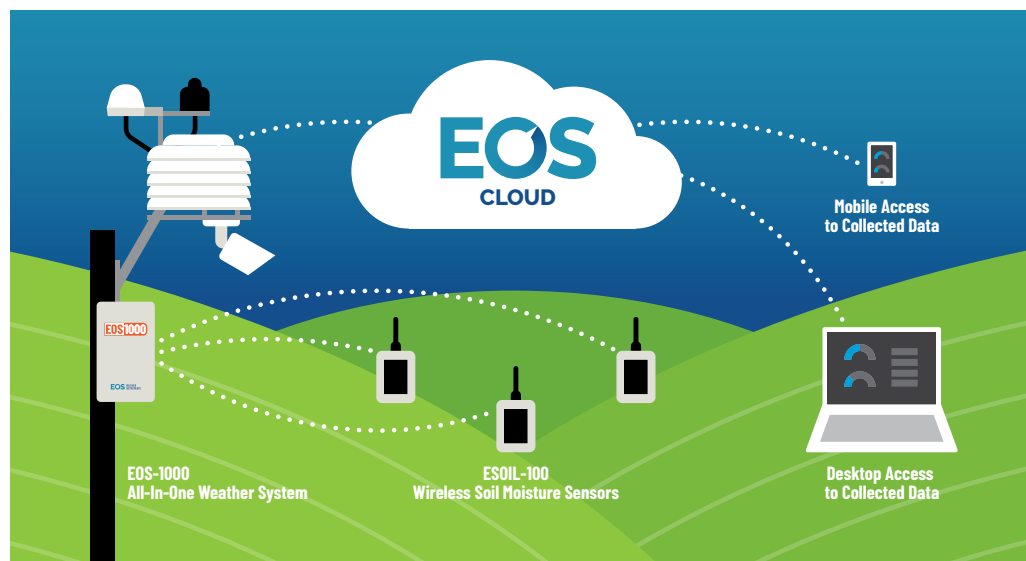 EOS
CLOUD
Mobile Access
to Collected Data
EOS1000
EOS
EOS-1000
All-In-One Weather System
ESOIL-100
Wireless Soil Moisture Sensors
Desktop Access
to Collected Data